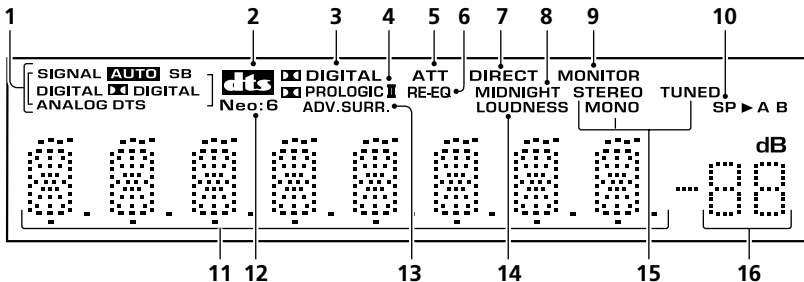 1 2 3 4 5 6 7 8 9 10
SIGNAL AUTO SB
DIGITAL DIGITAL
ANALOG DTS
dts
Neo:6
DIGITAL
PROLOGIC II
ADV.SURR.
ATT
RE-EQ
DIRECT
MIDNIGHT
LOUDNESS
MONITOR
STEREO
MONO
TUNED
SP ► A B
dB
11 12 13 14 15 16